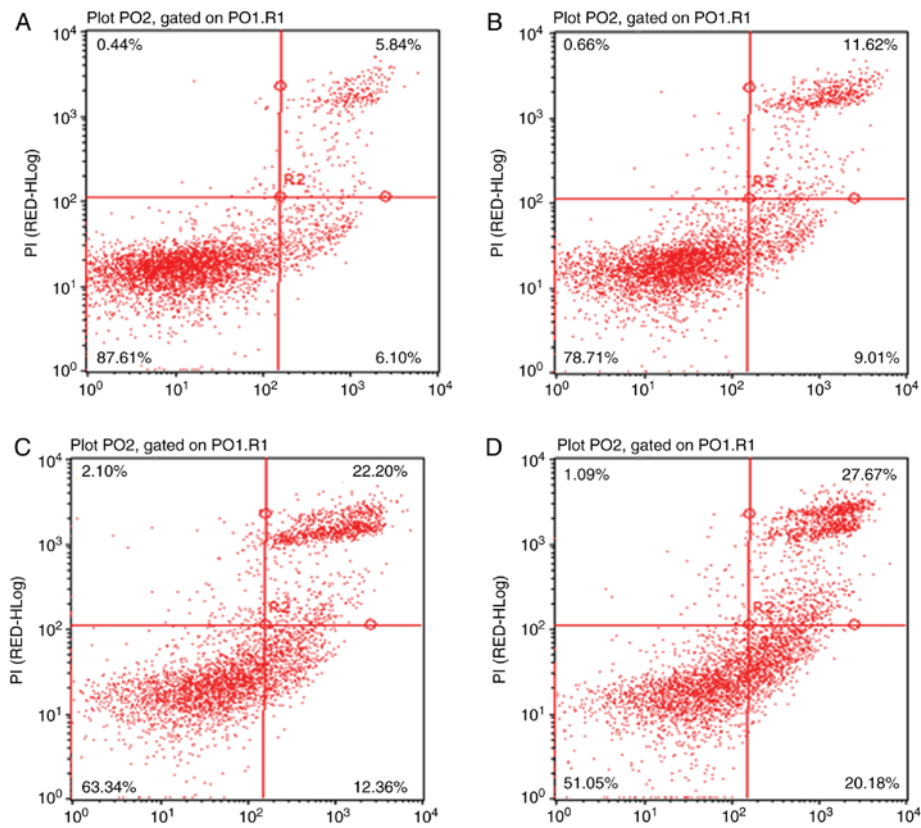 A
Plot PO2, gated on PO1.R1
10^4
0.44%
5.84%
10^3
PI (RED-HLog)
R2
10^2
10^1
87.61%
6.10%
10^0
10^0 10^1 10^2 10^3 10^4
B
Plot PO2, gated on PO1.R1
10^4
0.66%
11.62%
10^3
PI (RED-HLog)
R2
10^2
10^1
78.71%
9.01%
10^0
10^0 10^1 10^2 10^3 10^4
C
Plot PO2, gated on PO1.R1
10^4
2.10%
22.20%
10^3
PI (RED-HLog)
R2
10^2
10^1
63.34%
12.36%
10^0
10^0 10^1 10^2 10^3 10^4
D
Plot PO2, gated on PO1.R1
10^4
1.09%
27.67%
10^3
PI (RED-HLog)
R2
10^2
10^1
51.05%
20.18%
10^0
10^0 10^1 10^2 10^3 10^4